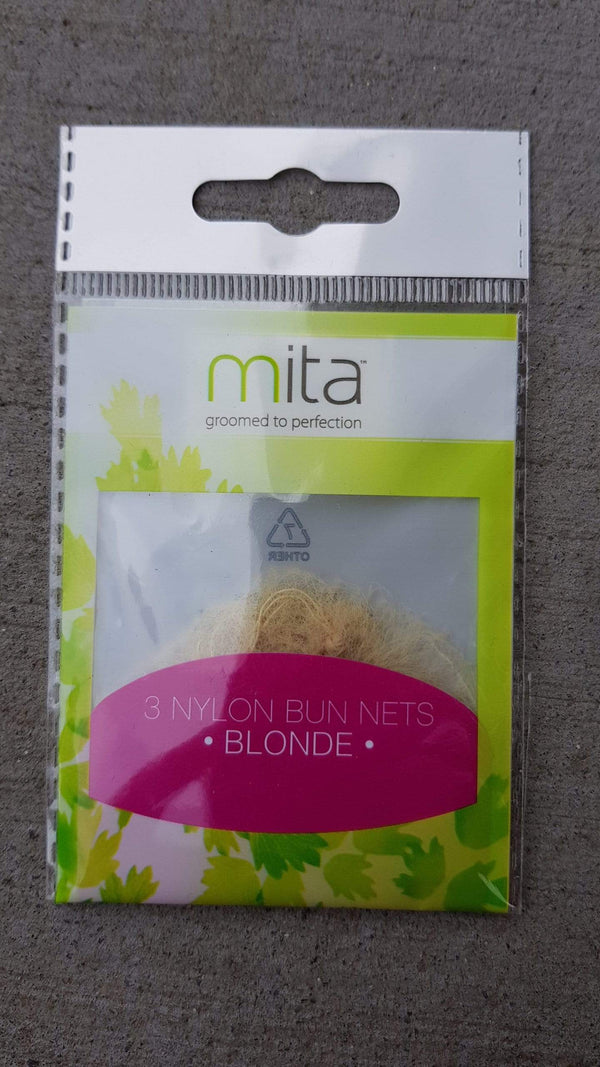 mita™
groomed to perfection
7
OTHER
3 NYLON BUN NETS
• BLONDE •